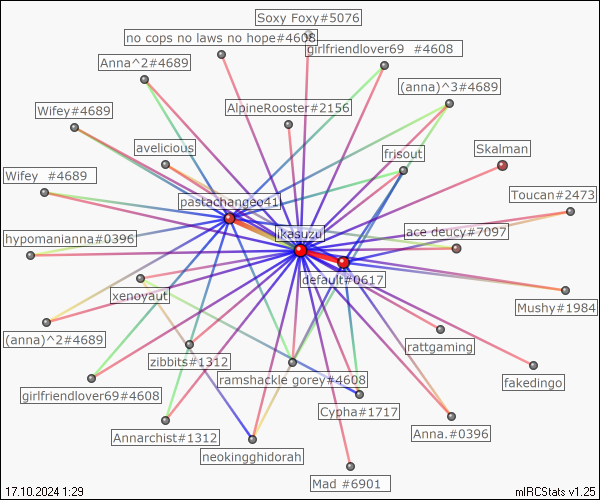 Soxy Foxy#5076
no cops no laws no hope#4608
girlfriendlover69 #4608
Anna^2#4689
(anna)^3#4689
Wifey#4689
AlpineRooster#2156
avelicious
frisout
Skalman
Wifey #4689
Toucan#2473
pastachangeo41
ikasuzu
ace deucy#7097
hypomanianna#0396
default#0617
xenoyaut
Mushy#1984
(anna)^2#4689
rattgaming
zibbits#1312
ramshackle gorey#4608
fakedingo
girlfriendlover69#4608
Cypha#1717
Annarchist#1312
Anna.#0396
neokingghidorah
Mad #6901
17.10.2024 1:29
mIRCStats v1.25